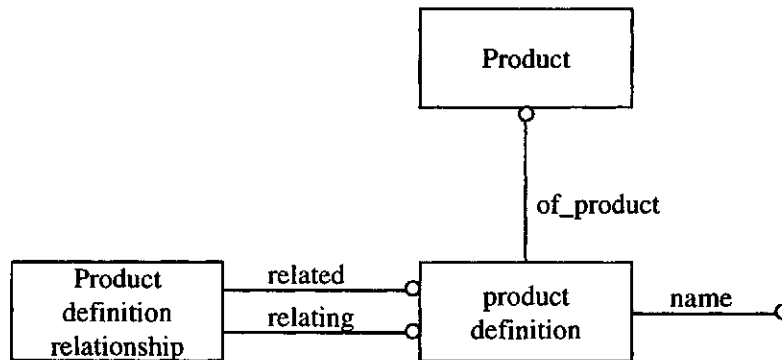 Product
of_product
Product
definition
relationship
related
relating
product
definition
name